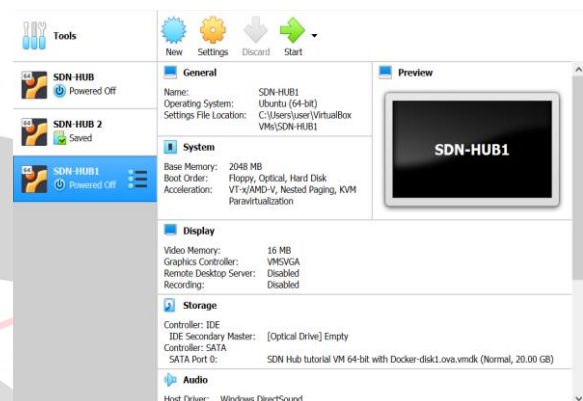 Tools
New Settings Discard Start
SDN-HUB
Powered Off
SDN-HUB 2
Saved
SDN-HUB1
Powered Off
General
Name: SDN-HUB1
Operating System: Ubuntu (64-bit)
Settings File Location: C:\Users\user\VirtualBox
VMs\SDN-HUB1
System
Base Memory: 2048 MB
Boot Order: Floppy, Optical, Hard Disk
Acceleration: VT-x/AMD-V, Nested Paging, KVM
Paravirtualization
Preview
SDN-HUB1
Display
Video Memory: 16 MB
Graphics Controller: VMSVGA
Remote Desktop Server: Disabled
Recording: Disabled
Storage
Controller: IDE
IDE Secondary Master: [Optical Drive] Empty
Controller: SATA
SATA Port 0: SDN Hub tutorial VM 64-bit with Docker-disk1.ova.vmdk (Normal, 20.00 GB)
Audio
Host Driver: Windows DirectSound